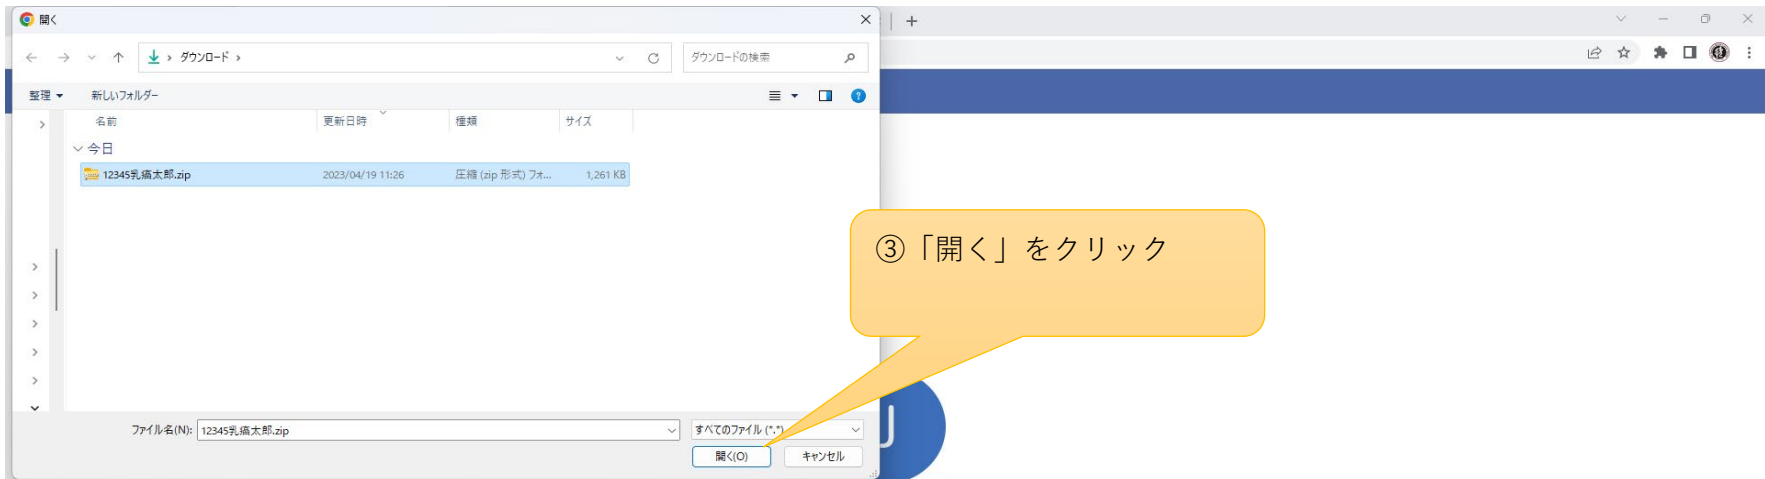 開く
ダウンロード
ダウンロードの検索
整理
新しいフォルダー
名前 更新日時 種類 サイズ
今日
12345乳癌太郎.zip 2023/04/19 11:26 圧縮 (zip 形式) フォ... 1,261 KB
③「開く」をクリック
ファイル名(N): 12345乳癌太郎.zip すべてのファイル (*.*)
開く(O) キャンセル